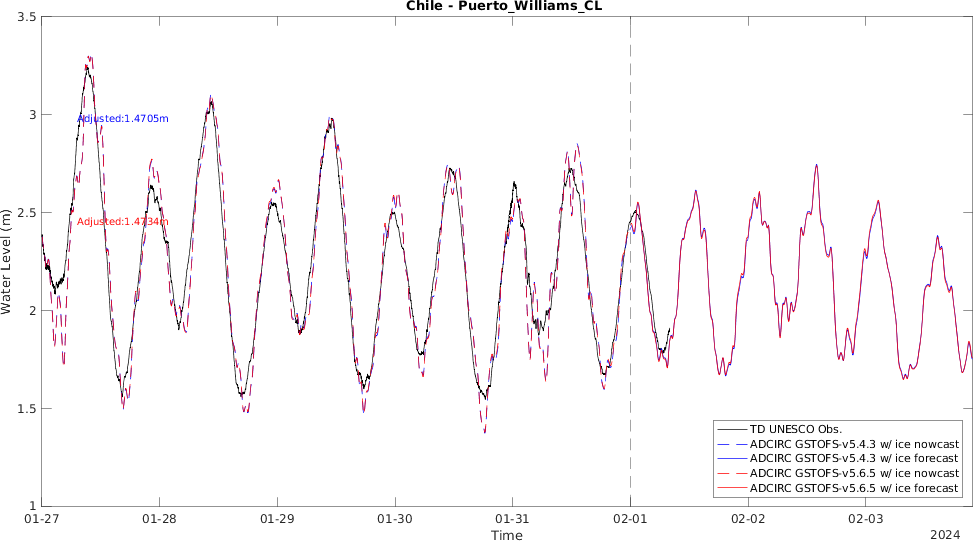 Chile - Puerto_Williams_CL
3.5
3
2.5
2
1.5
1
Water Level (m)
Adjusted:1.4705m
Adjusted:1.4734m
TD UNESCO Obs.
ADCIRC GSTOFS-v5.4.3 w/ ice nowcast
ADCIRC GSTOFS-v5.4.3 w/ ice forecast
ADCIRC GSTOFS-v5.6.5 w/ ice nowcast
ADCIRC GSTOFS-v5.6.5 w/ ice forecast
01-27 01-28 01-29 01-30 01-31 02-01 02-02 02-03
Time
2024